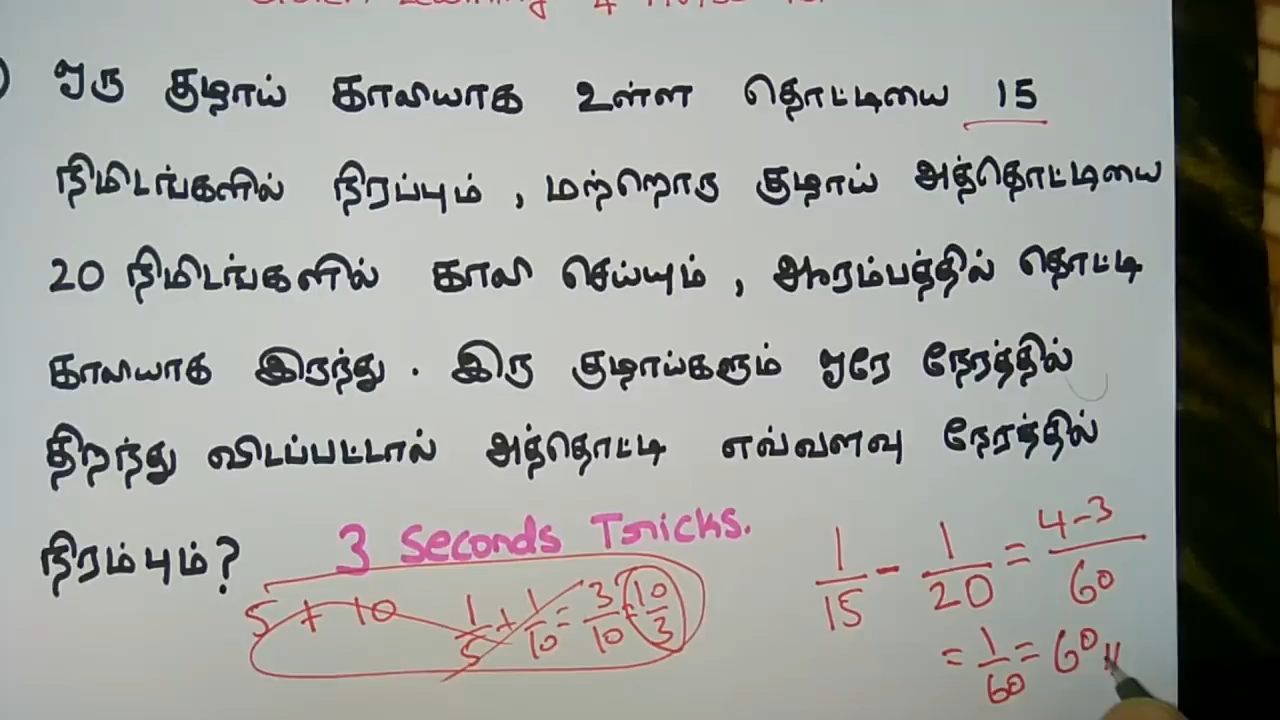 ஒரு குழாய் காலியாக உள்ள தொட்டியை 15
நிமிடங்களில் நிரப்பும் , மற்றொரு குழாய் அத்தொட்டியை
20 நிமிடங்களில் காலி செய்யும் , ஆரம்பத்தில் தொட்டி
காலியாக இருந்து . இரு குழாய்களும் ஒரே நேரத்தில்
திறந்து விடப்பட்டால் அத்தொட்டி எவ்வளவு நேரத்தில்
நிரம்பும் ?
3 Seconds Tricks.
5 + 10 1/5 + 1/10 = 3/10 = 10/3
1/15 - 1/20 = 4-3/60
= 1/60 = 60